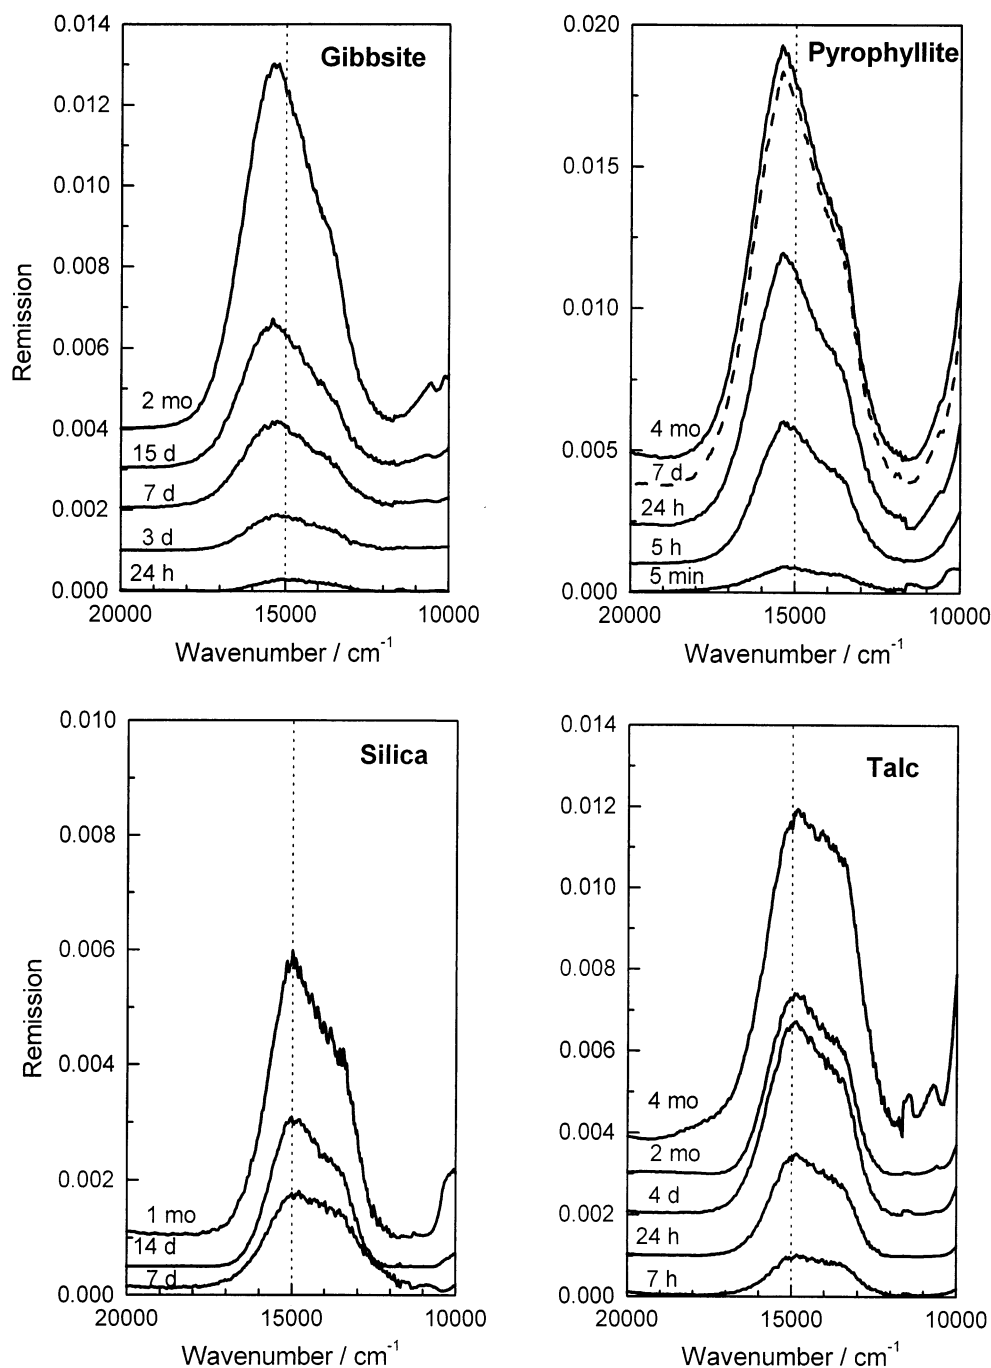 Gibbsite
0.014
0.012
0.010
0.008
0.006
0.004
0.002
0.000
Remission
2 mo
15 d
7 d
3 d
24 h
20000 15000 10000
Wavenumber / cm⁻¹
Pyrophyllite
0.020
0.015
0.010
0.005
0.000
4 mo
7 d
24 h
5 h
5 min
20000 15000 10000
Wavenumber / cm⁻¹
Silica
0.010
0.008
0.006
0.004
0.002
0.000
Remission
1 mo
14 d
7 d
20000 15000 10000
Wavenumber / cm⁻¹
Talc
0.014
0.012
0.010
0.008
0.006
0.004
0.002
0.000
4 mo
2 mo
4 d
24 h
7 h
20000 15000 10000
Wavenumber / cm⁻¹